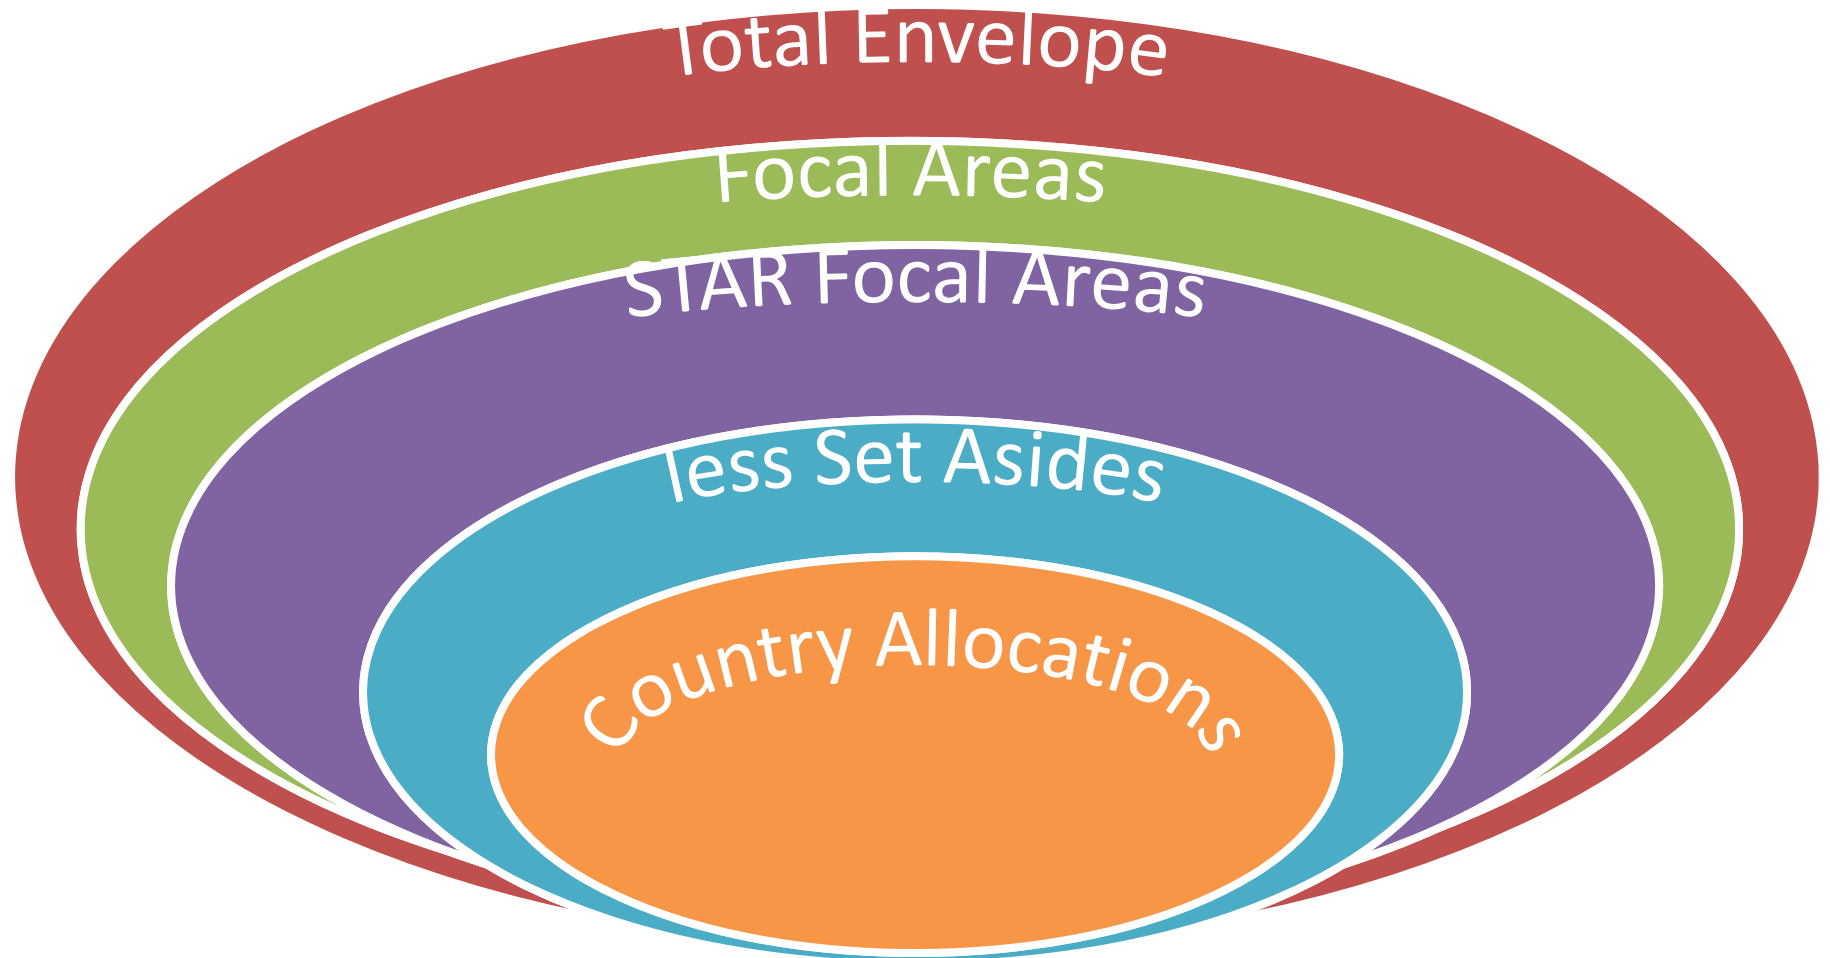 Total Envelope
Focal Areas
STAR Focal Areas
less Set Asides
Country Allocations